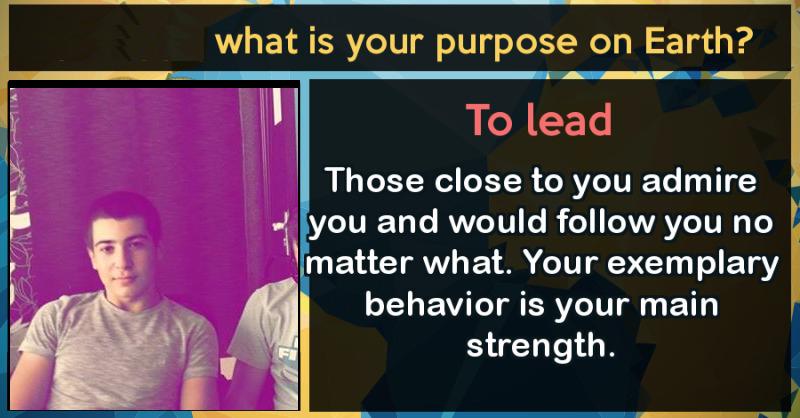 what is your purpose on Earth?
To lead
Those close to you admire
you and would follow you no
matter what. Your exemplary
behavior is your main
strength.
FI